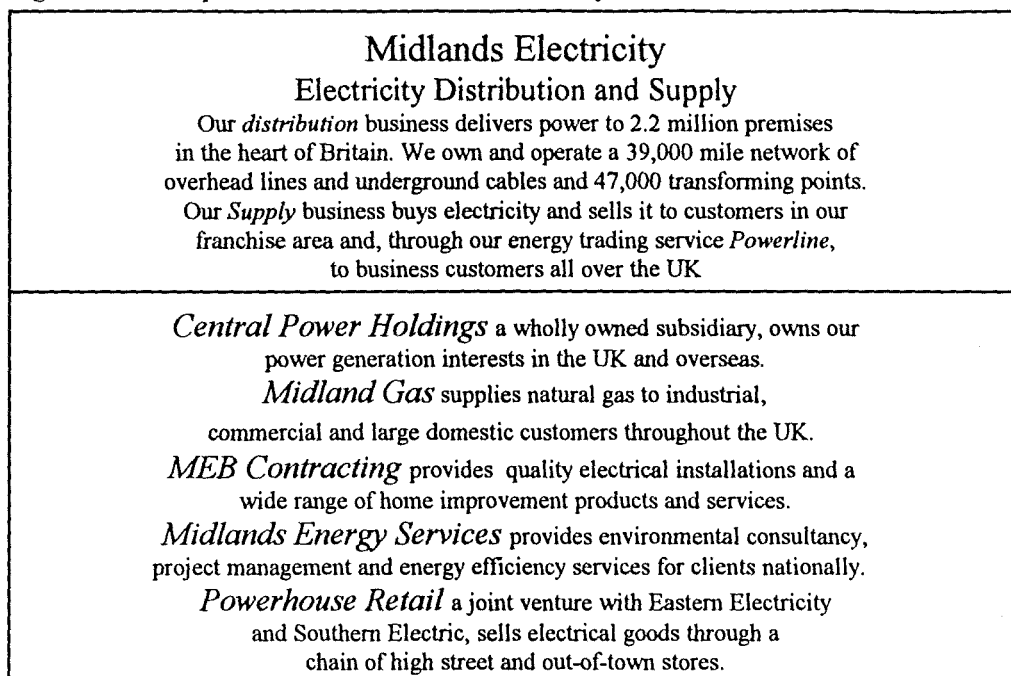 Midlands Electricity
Electricity Distribution and Supply
Our distribution business delivers power to 2.2 million premises
in the heart of Britain. We own and operate a 39,000 mile network of
overhead lines and underground cables and 47,000 transforming points.
Our Supply business buys electricity and sells it to customers in our
franchise area and, through our energy trading service Powerline,
to business customers all over the UK
Central Power Holdings a wholly owned subsidiary, owns our
power generation interests in the UK and overseas.
Midland Gas supplies natural gas to industrial,
commercial and large domestic customers throughout the UK.
MEB Contracting provides quality electrical installations and a
wide range of home improvement products and services.
Midlands Energy Services provides environmental consultancy,
project management and energy efficiency services for clients nationally.
Powerhouse Retail a joint venture with Eastern Electricity
and Southern Electric, sells electrical goods through a
chain of high street and out-of-town stores.